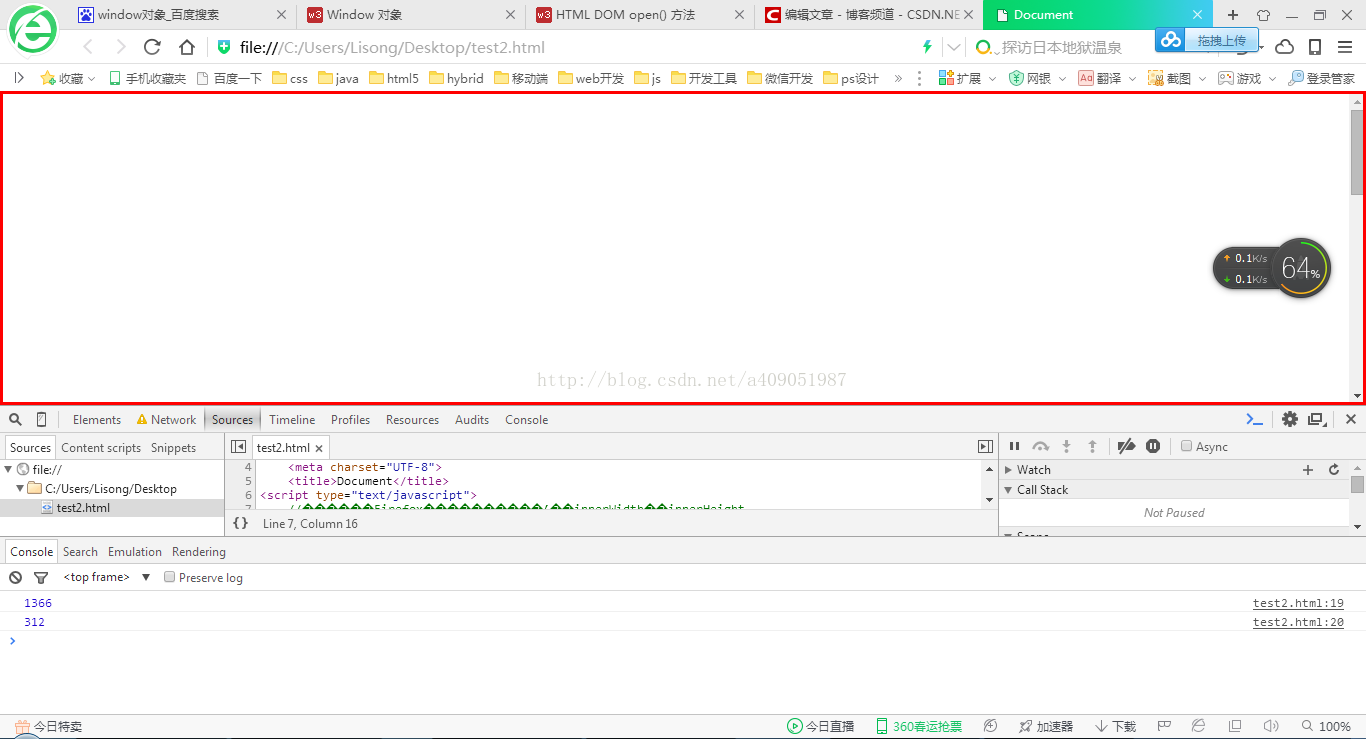 window对象_百度搜索
Window 对象
HTML DOM open() 方法
编辑文章 - 博客频道 - CSDN.NE
Document
file:///C:/Users/Lisong/Desktop/test2.html
探访日本地狱温泉
拖拽上传
收藏 手机收藏夹 百度一下 css java html5 hybrid 移动端 web开发 js 开发工具 微信开发 ps设计 » 扩展 网银 翻译 截图 游戏 登录管家
0.1K/s
0.1K/s
64%
http://blog.csdn.net/a409051987
Elements Network Sources Timeline Profiles Resources Audits Console
Sources Content scripts Snippets
test2.html
Async
file://
C:/Users/Lisong/Desktop
test2.html
4 <meta charset="UTF-8">
5 <title>Document</title>
6 <script type="text/javascript">
{} Line 7, Column 16
Watch
Call Stack
Not Paused
Console Search Emulation Rendering
<top frame> Preserve log
1366 test2.html:19
312 test2.html:20
今日特卖
今日直播 360春运抢票 加速器 下载 100%